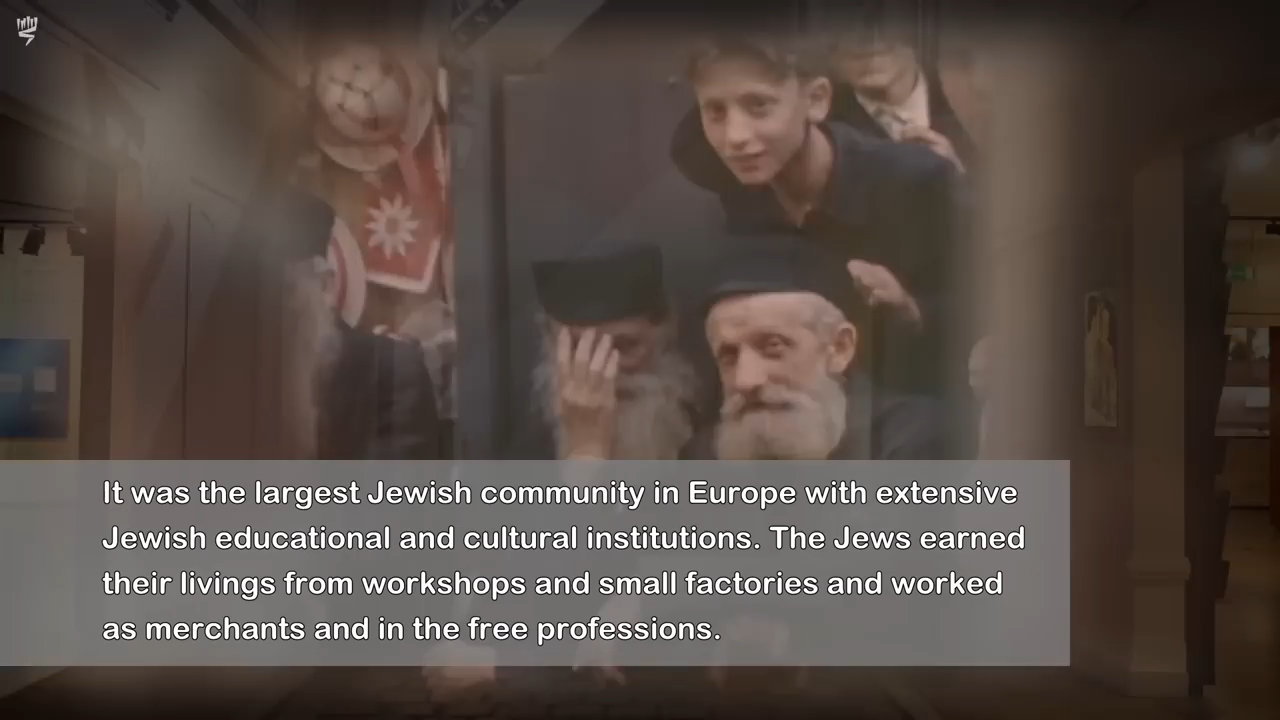 It was the largest Jewish community in Europe with extensive
Jewish educational and cultural institutions. The Jews earned
their livings from workshops and small factories and worked
as merchants and in the free professions.